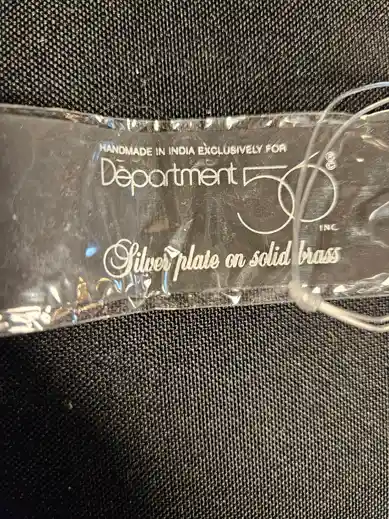 HANDMADE IN INDIA EXCLUSIVELY FOR
Department 56®
INC.
Silver plate on solid brass